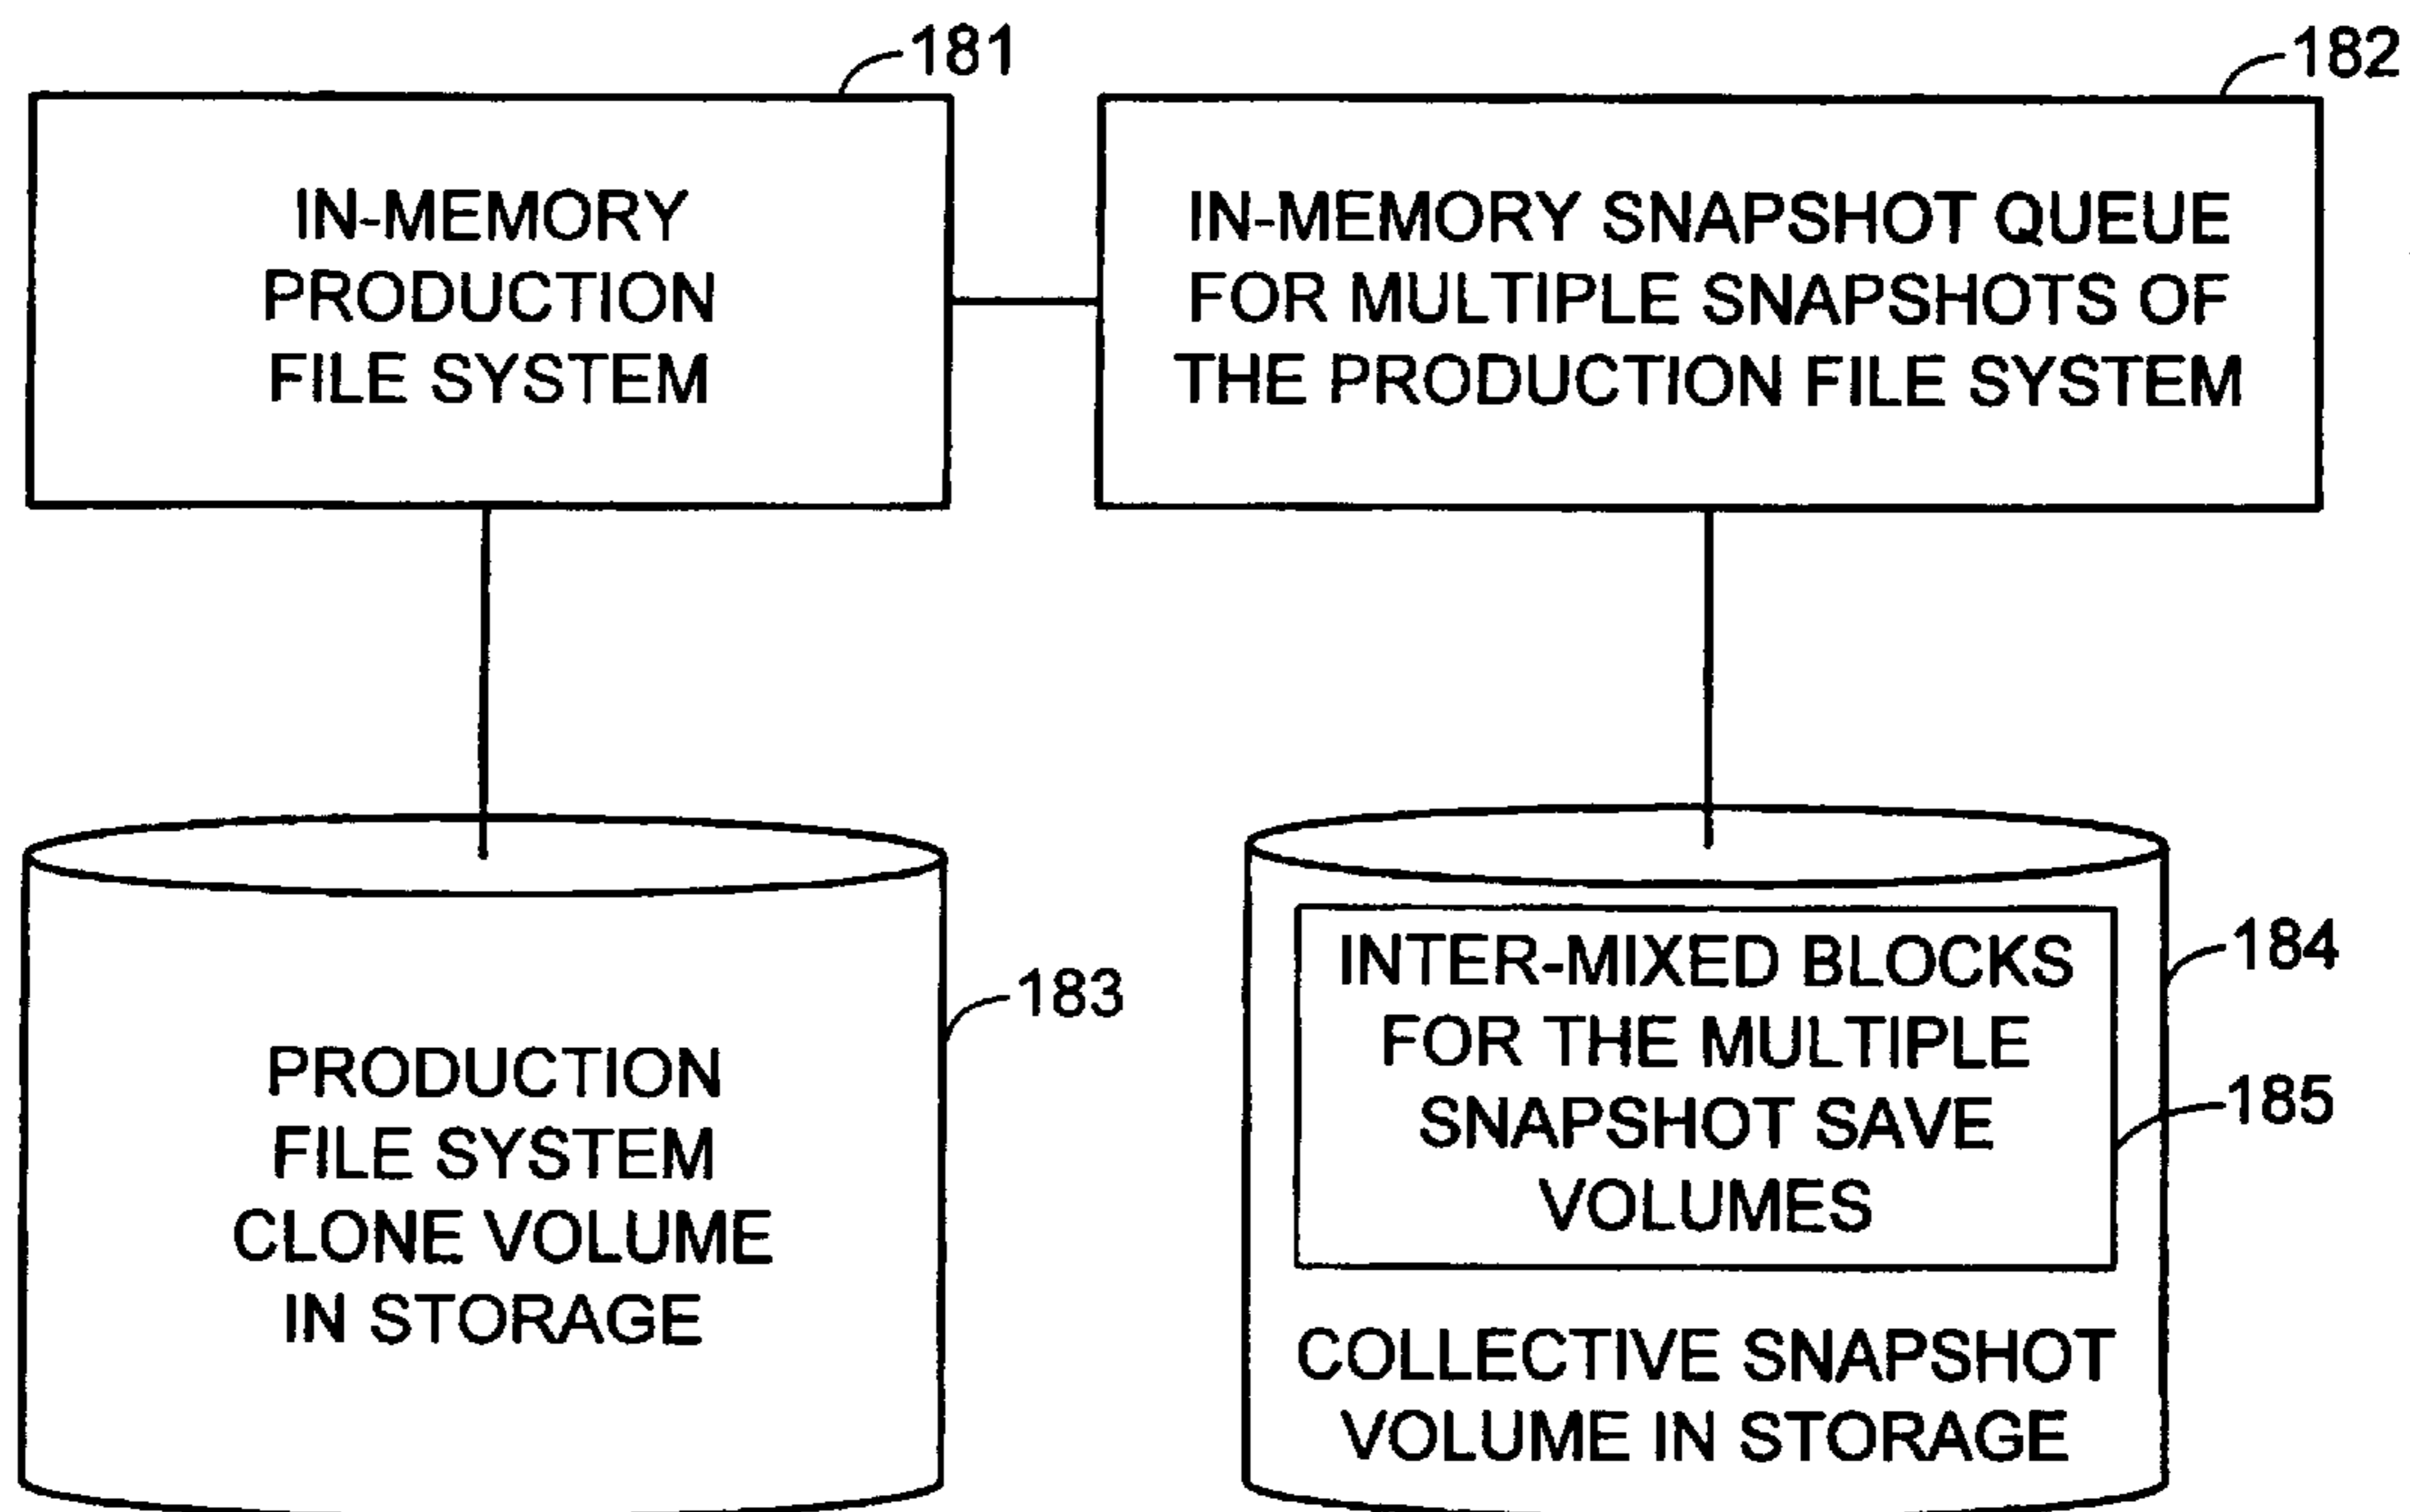 181
182
IN-MEMORY
PRODUCTION
FILE SYSTEM
IN-MEMORY SNAPSHOT QUEUE
FOR MULTIPLE SNAPSHOTS OF
THE PRODUCTION FILE SYSTEM
183
PRODUCTION
FILE SYSTEM
CLONE VOLUME
IN STORAGE
184
INTER-MIXED BLOCKS
FOR THE MULTIPLE
SNAPSHOT SAVE
VOLUMES
185
COLLECTIVE SNAPSHOT
VOLUME IN STORAGE